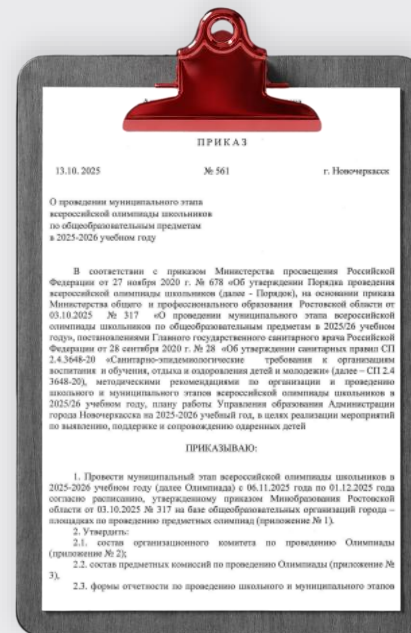 ПРИКАЗ
13.10. 2025 № 561 г. Новочеркасск
О проведении муниципального этапа
всероссийской олимпиады школьников
по общеобразовательным предметам
в 2025-2026 учебном году
В соответствии с приказом Министерства просвещения Российской
Федерации от 27 ноября 2020 г. № 678 «Об утверждении Порядка проведения
всероссийской олимпиады школьников (далее - Порядок), на основании приказа
Министерства общего и профессионального образования Ростовской области от
03.10.2025 № 317 «О проведении муниципального этапа всероссийской
олимпиады школьников по общеобразовательным предметам в 2025/26 учебном
году», постановлениями Главного государственного санитарного врача Российской
Федерации от 28 сентября 2020 г. № 28 «Об утверждении санитарных правил СП
2.4.3648-20 «Санитарно-эпидемиологические требования к организациям
воспитания и обучения, отдыха и оздоровления детей и молодежи» (далее – СП 2.4
3648-20), методическими рекомендациями по организации и проведению
школьного и муниципального этапов всероссийской олимпиады школьников в
2025/26 учебном году, плану работы Управления образования Администрации
города Новочеркасска на 2025-2026 учебный год, в целях реализации мероприятий
по выявлению, поддержке и сопровождению одаренных детей
ПРИКАЗЫВАЮ:
1. Провести муниципальный этап всероссийской олимпиады школьников в
2025-2026 учебном году (далее Олимпиада) с 06.11.2025 года по 01.12.2025 года
согласно расписанию, утвержденному приказом Минобразования Ростовской
области от 03.10.2025 № 317 на базе общеобразовательных организаций города –
площадках по проведению предметных олимпиад (приложение № 1).
2. Утвердить:
2.1. состав организационного комитета по проведению Олимпиады
(приложение № 2);
2.2. состав предметных комиссий по проведению Олимпиады (приложение №
3),
2.3. формы отчетности по проведению школьного и муниципального этапов